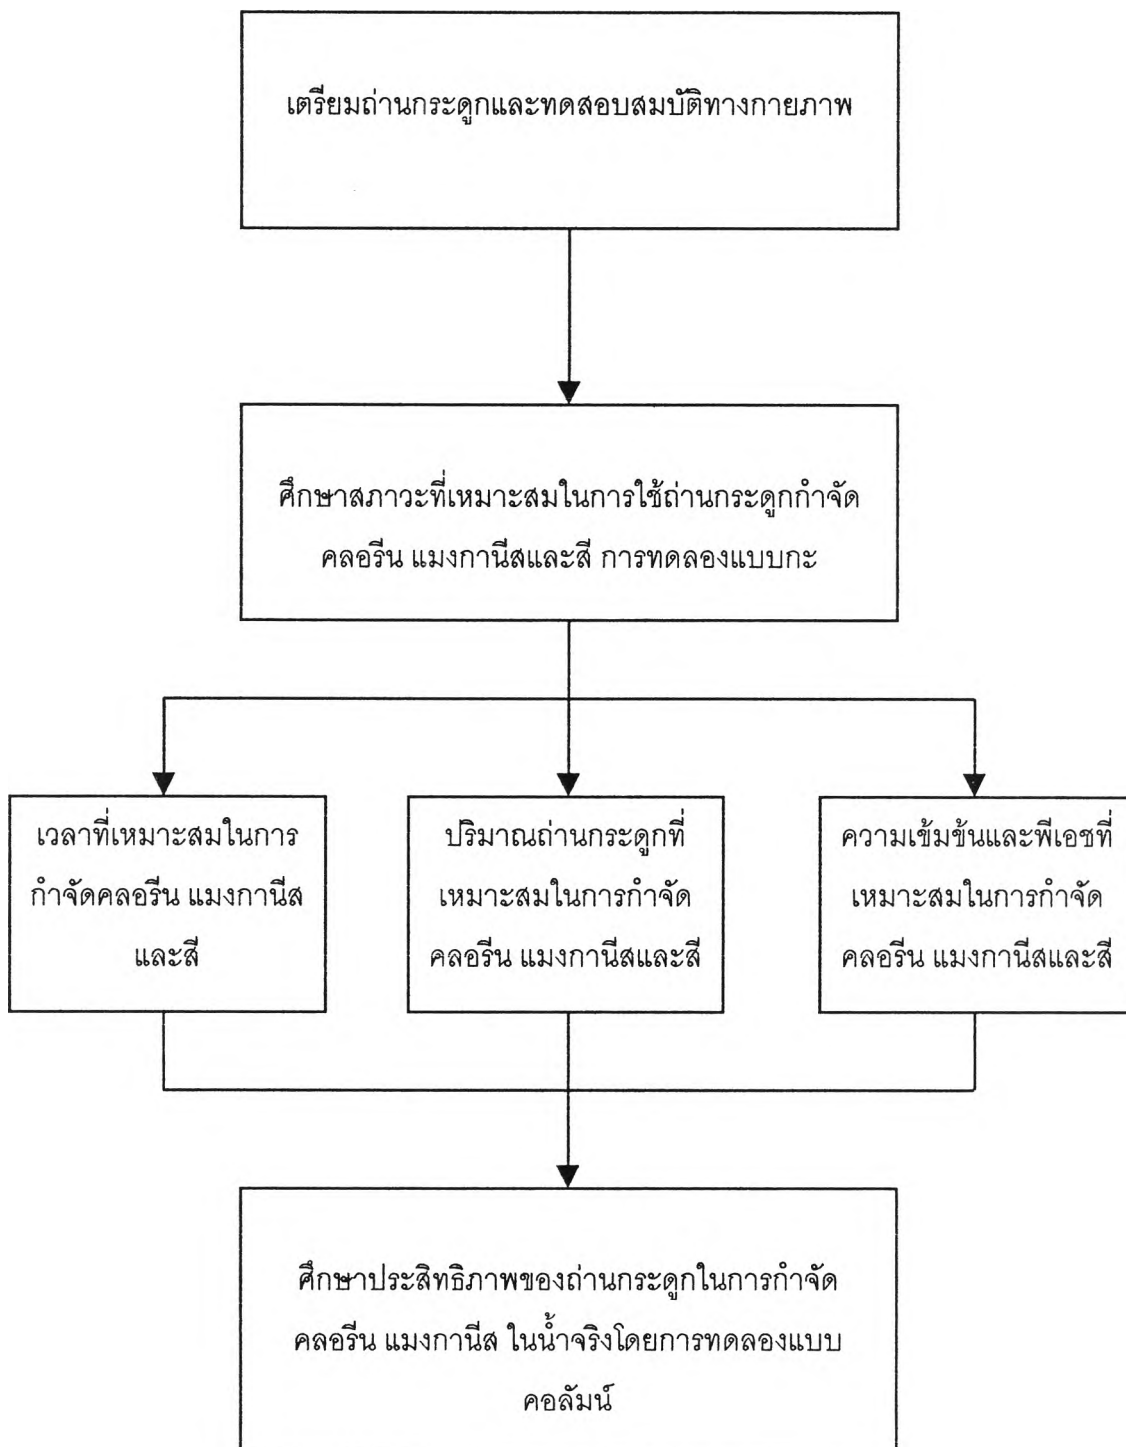 เตรียมถ่านกระดูกและทดสอบสมบัติทางกายภาพ
ศึกษาสภาวะที่เหมาะสมในการใช้ถ่านกระดูกกำจัด
คลอรีน แมงกานีสและสี การทดลองแบบกะ
เวลาที่เหมาะสมในการ
กำจัดคลอรีน แมงกานีส
และสี
ปริมาณถ่านกระดูกที่
เหมาะสมในการกำจัด
คลอรีน แมงกานีสและสี
ความเข้มข้นและพีเอชที่
เหมาะสมในการกำจัด
คลอรีน แมงกานีสและสี
ศึกษาประสิทธิภาพของถ่านกระดูกในการกำจัด
คลอรีน แมงกานีส ในน้ำจริงโดยการทดลองแบบ
คอลัมน์